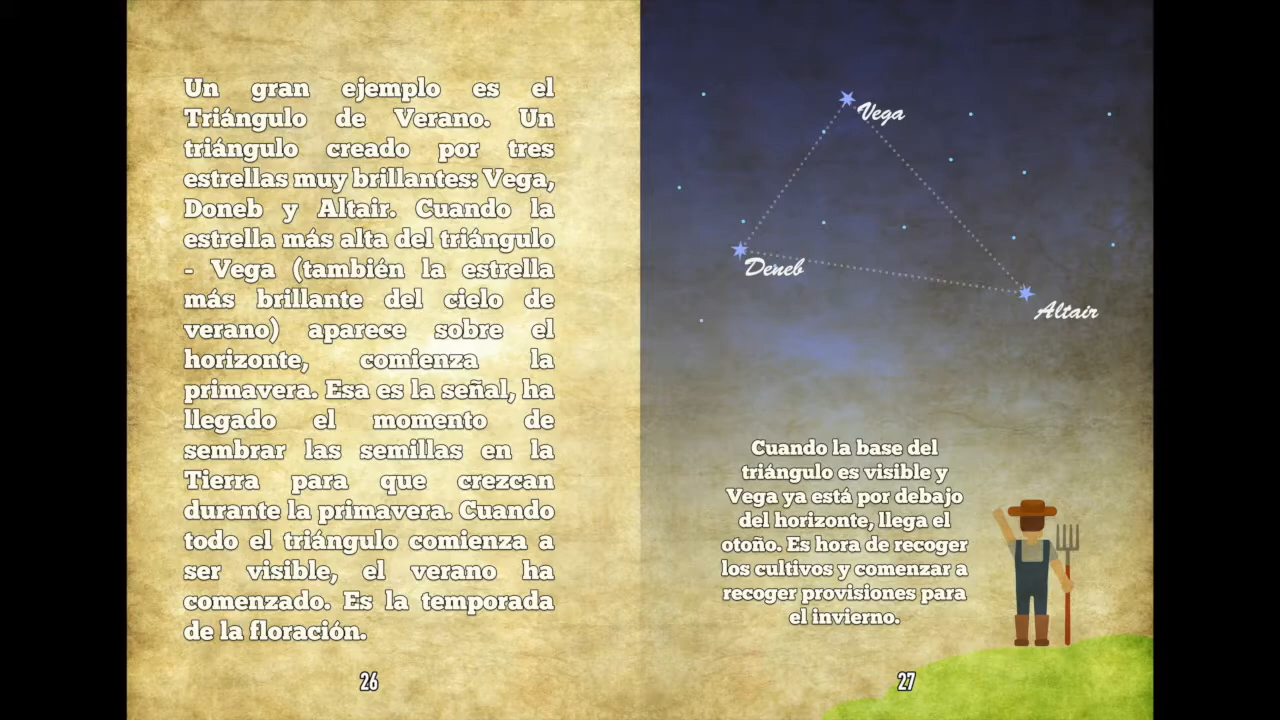 Un gran ejemplo es el
Triángulo de Verano. Un
triángulo creado por tres
estrellas muy brillantes: Vega,
Doneb y Altair. Cuando la
estrella más alta del triángulo
- Vega (también la estrella
más brillante del cielo de
verano) aparece sobre el
horizonte, comienza la
primavera. Esa es la señal, ha
llegado el momento de
sembrar las semillas en la
Tierra para que crezcan
durante la primavera. Cuando
todo el triángulo comienza a
ser visible, el verano ha
comenzado. Es la temporada
de la floración.
26
Vega
Deneb
Altair
Cuando la base del
triángulo es visible y
Vega ya está por debajo
del horizonte, llega el
otoño. Es hora de recoger
los cultivos y comenzar a
recoger provisiones para
el invierno.
27